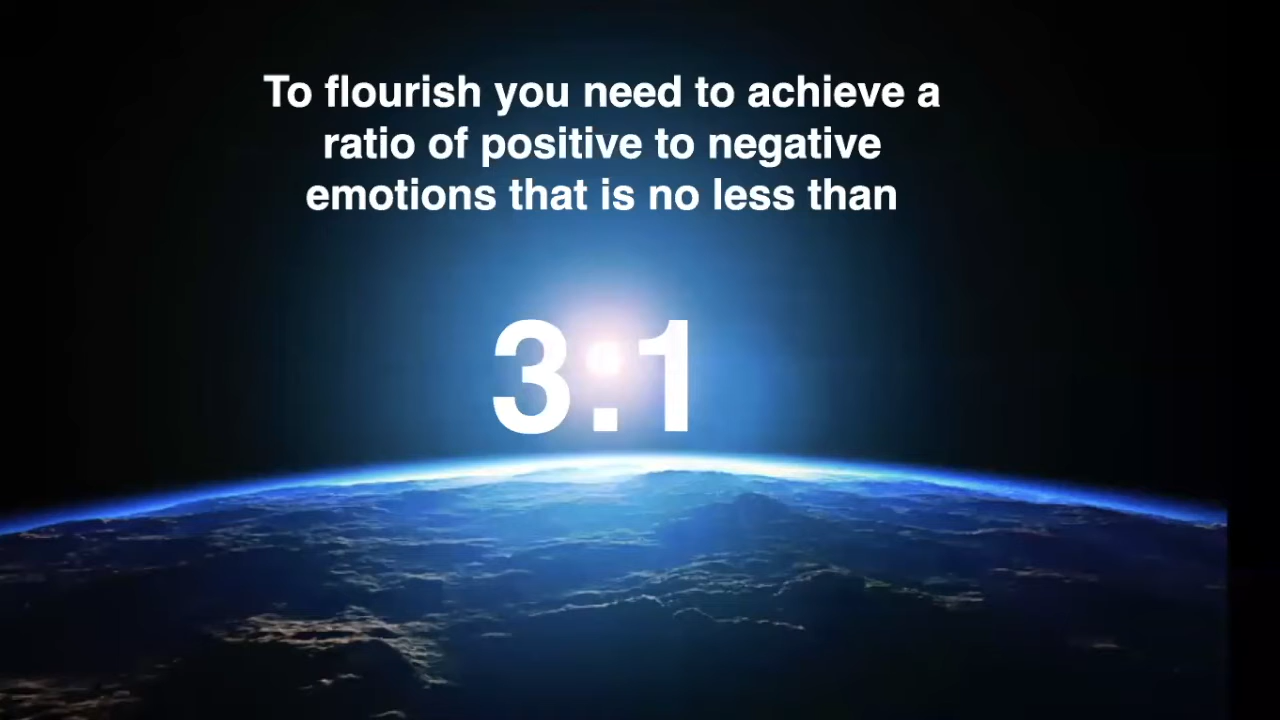 To flourish you need to achieve a
ratio of positive to negative
emotions that is no less than
3:1